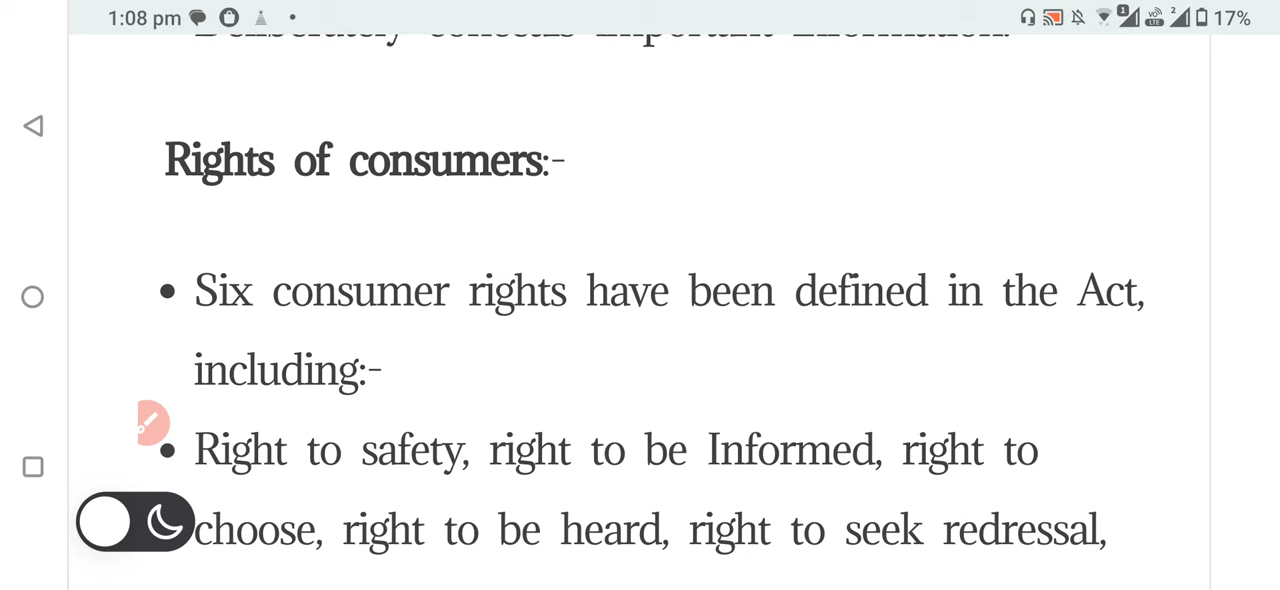 1:08 pm 17%
Rights of consumers:-
• Six consumer rights have been defined in the Act,
including:-
• Right to safety, right to be Informed, right to
choose, right to be heard, right to seek redressal,